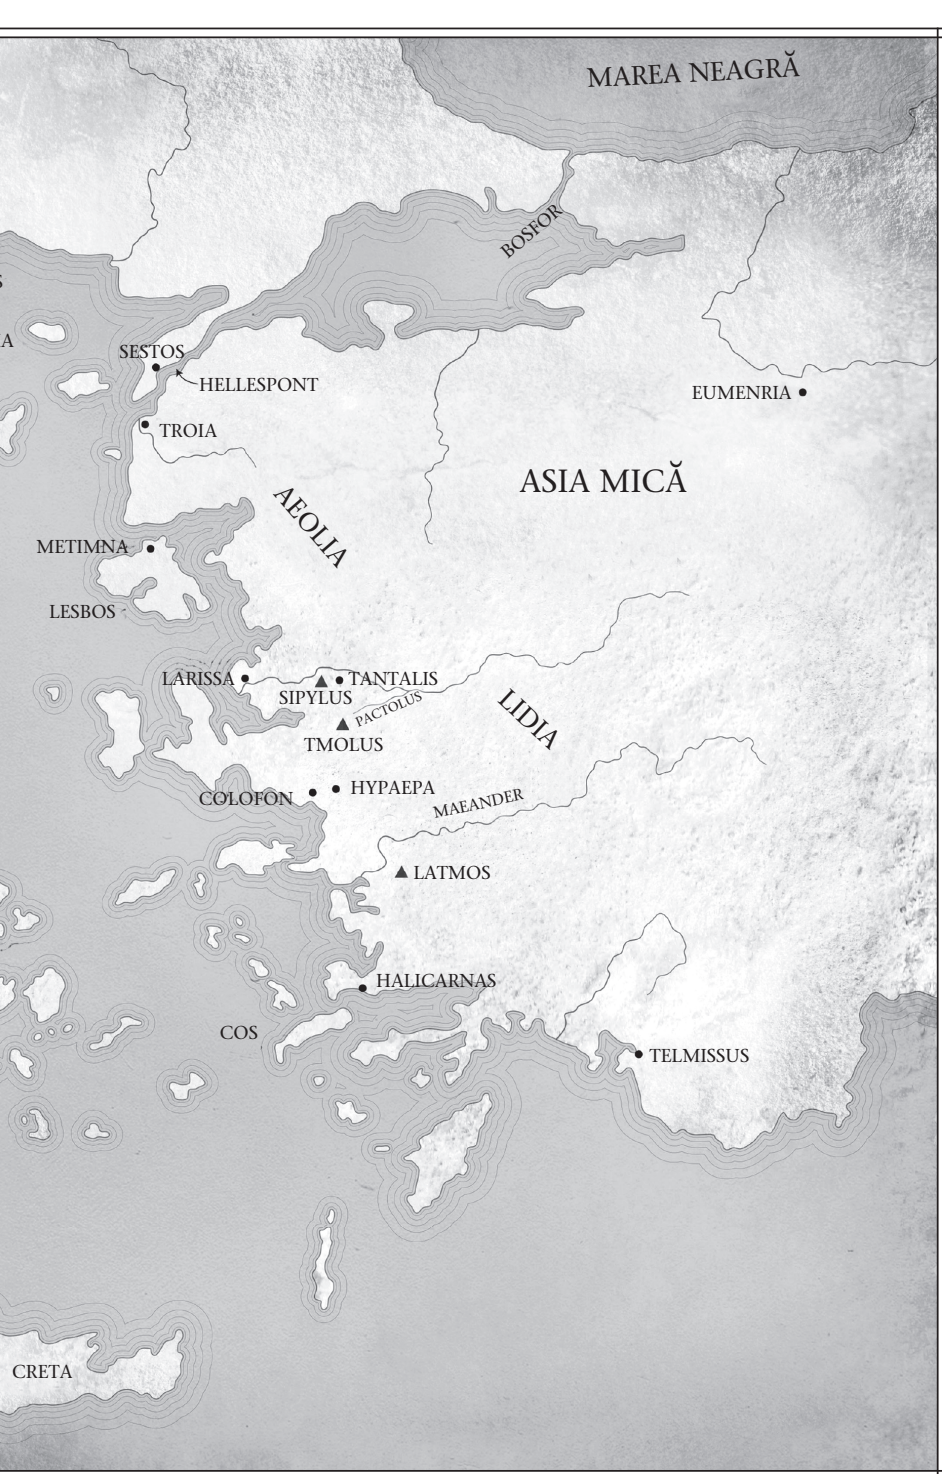 MAREA NEAGRĂ
BOSFOR
S
IA
SESTOS
HELLESPONT
EUMENRIA
TROIA
ASIA MICĂ
AEOLIA
METIMNA
LESBOS
LARISSA
TANTALIS
SIPYLUS
PACTOLUS
LIDIA
TMOLUS
COLOFON
HYPAEPA
MAEANDER
LATMOS
HALICARNAS
COS
TELMISSUS
CRETA